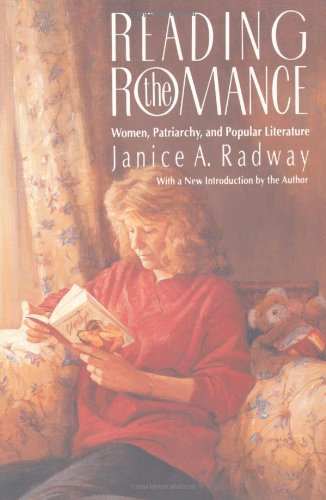 READING
the
ROMANCE
Women, Patriarchy, and Popular Literature
Janice A. Radway
With a New Introduction by the Author